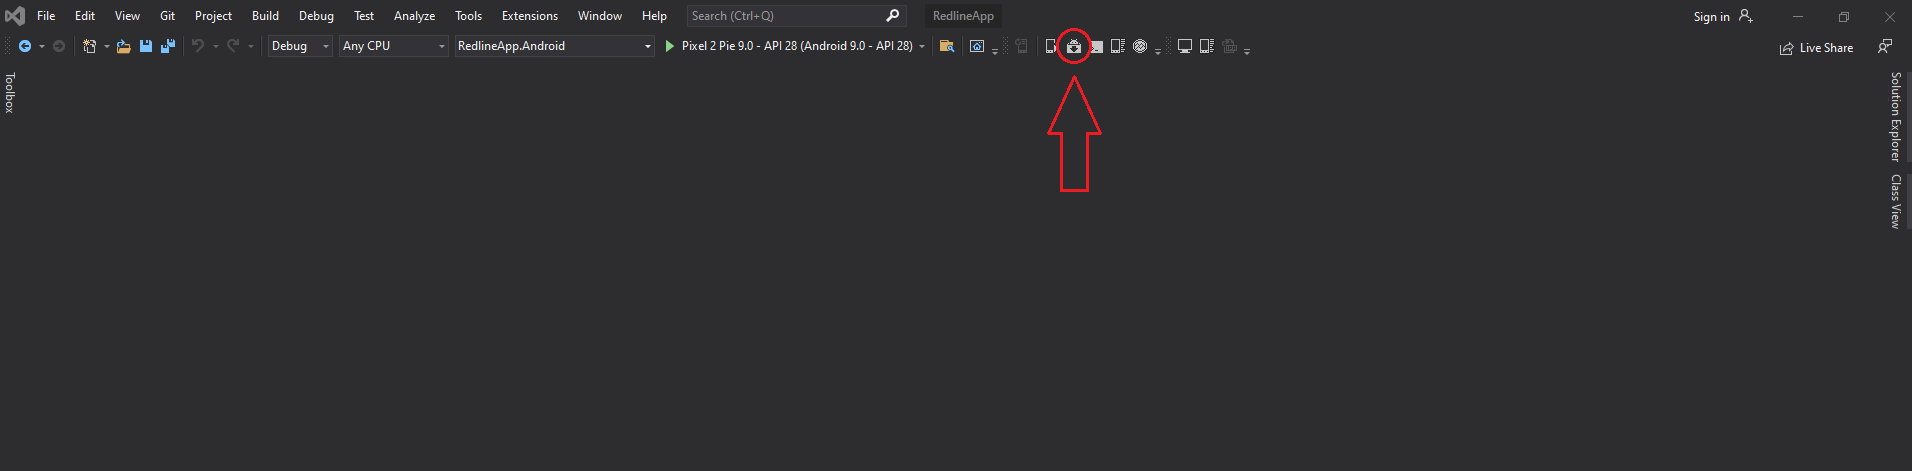 File Edit View Git Project Build Debug Test Analyze Tools Extensions Window Help Search (Ctrl+Q) RedlineApp Sign in
Debug Any CPU RedlineApp.Android Pixel 2 Pie 9.0 - API 28 (Android 9.0 - API 28) Live Share
Toolbox
Solution Explorer
Class View